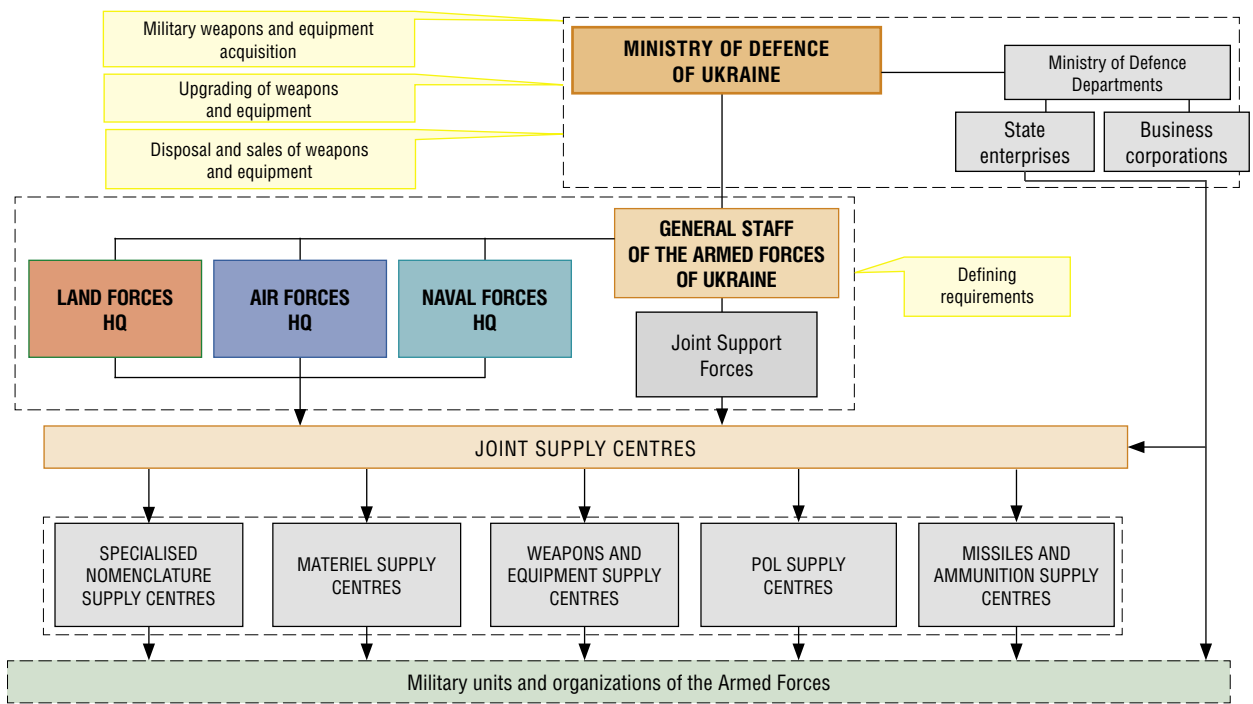 Military weapons and equipment
acquisition
Upgrading of weapons
and equipment
Disposal and sales of weapons
and equipment
MINISTRY OF DEFENCE
OF UKRAINE
Ministry of Defence
Departments
State
enterprises
Business
corporations
GENERAL STAFF
OF THE ARMED FORCES
OF UKRAINE
LAND FORCES
HQ
AIR FORCES
HQ
NAVAL FORCES
HQ
Defining
requirements
Joint Support
Forces
JOINT SUPPLY CENTRES
SPECIALISED
NOMENCLATURE
SUPPLY CENTRES
MATERIEL SUPPLY
CENTRES
WEAPONS AND
EQUIPMENT SUPPLY
CENTRES
POL SUPPLY
CENTRES
MISSILES AND
AMMUNITION SUPPLY
CENTRES
Military units and organizations of the Armed Forces